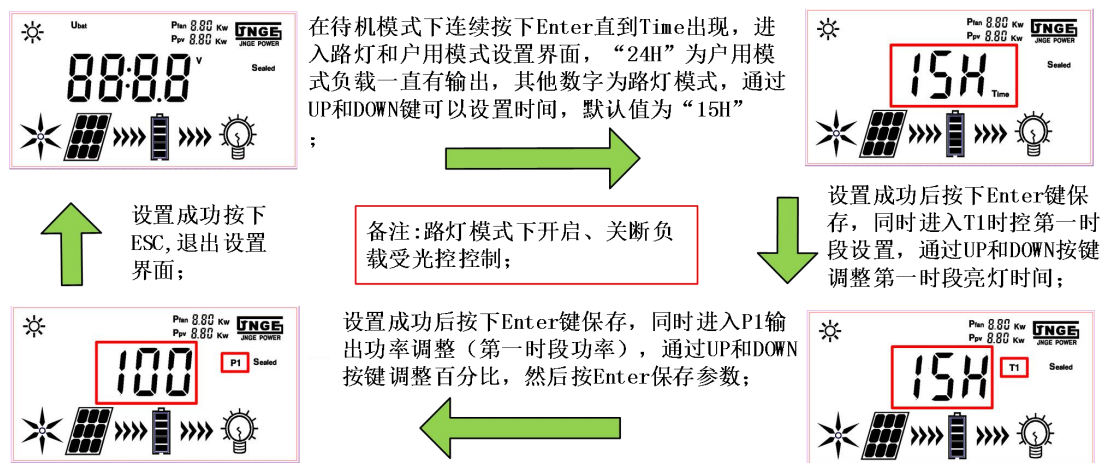 Ubat
Pfan 8.80 Kw
Ppv 8.80 Kw
JNGE
JNGE POWER
88:8.8 V
Sealed
在待机模式下连续按下Enter直到Time出现，进
入路灯和户用模式设置界面，“24H”为户用模
式负载一直有输出，其他数字为路灯模式，通过
UP和DOWN键可以设置时间，默认值为“15H”
；
Pfan 8.80 Kw
Ppv 8.80 Kw
JNGE
JNGE POWER
15H
Time
Sealed
设置成功后按下Enter键保
存，同时进入T1时控第一时
段设置，通过UP和DOWN按键
调整第一时段亮灯时间；
备注:路灯模式下开启、关断负
载受光控控制；
设置成功按下
ESC,退出设置
界面；
设置成功后按下Enter键保存，同时进入P1输
出功率调整（第一时段功率），通过UP和DOWN
按键调整百分比，然后按Enter保存参数；
Pfan 8.80 Kw
Ppv 8.80 Kw
JNGE
JNGE POWER
100
P1
Sealed
Pfan 8.80 Kw
Ppv 8.80 Kw
JNGE
JNGE POWER
15H
T1
Sealed